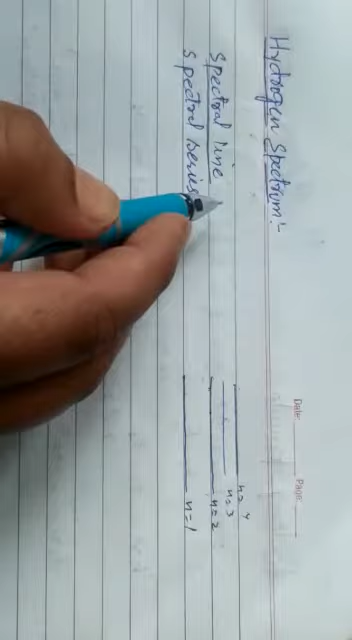 Date: Page:
Hydrogen Spectrum:-
Spectral line
Spectral series
n=4
n=3
n=2
n=1